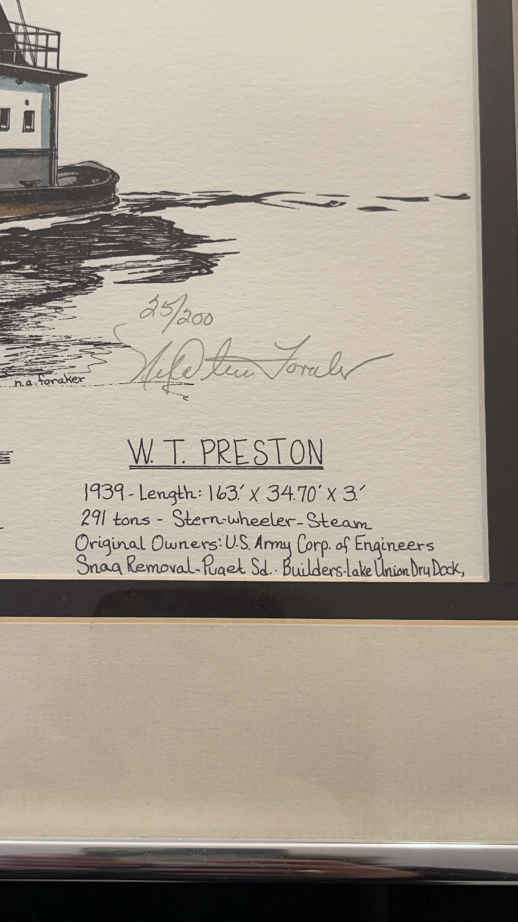 25/200
n.a. foraker
W. T. PRESTON
1939 - Length: 163.' X 34.70' X 3.'
291 tons - Stern-wheeler - Steam
Original Owners: U.S. Army Corp. of Engineers
Snag Removal - Puget Sd. - Builders - Lake Union Dry Dock,